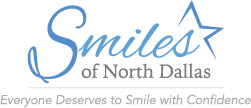 Smiles
of North Dallas
Everyone Deserves to Smile with Confidence